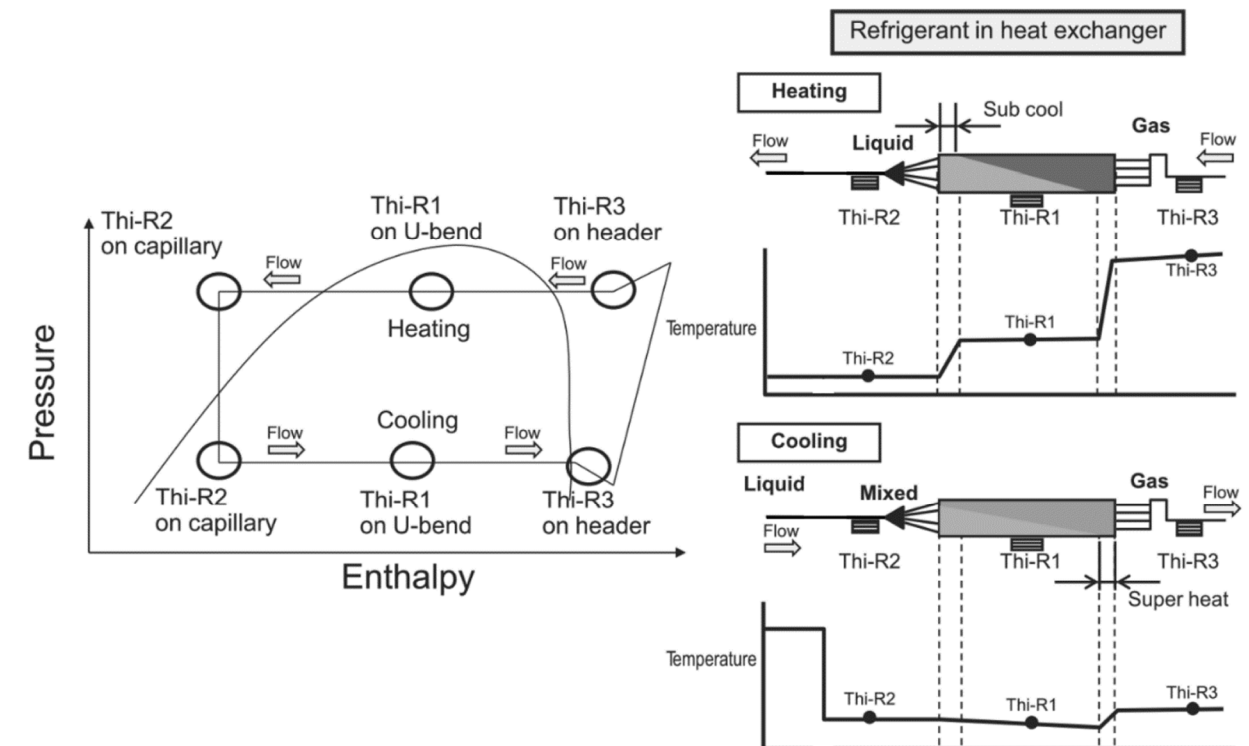 Refrigerant in heat exchanger
Heating
Sub cool
Flow
Liquid
Gas
Flow
Thi-R2
Thi-R1
Thi-R3
Temperature
Thi-R2
Thi-R1
Thi-R3
Cooling
Liquid
Mixed
Gas
Flow
Flow
Thi-R2
Thi-R1
Thi-R3
Super heat
Temperature
Thi-R2
Thi-R1
Thi-R3
Pressure
Thi-R2
on capillary
Thi-R1
on U-bend
Thi-R3
on header
Flow
Flow
Heating
Cooling
Flow
Flow
Thi-R2
on capillary
Thi-R1
on U-bend
Thi-R3
on header
Enthalpy